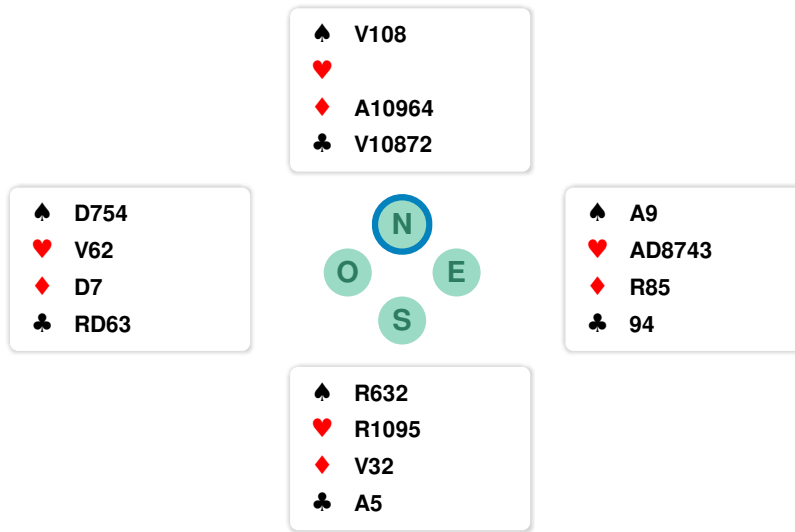 ♠ V108
♥
♦ A10964
♣ V10872
♠ D754
♥ V62
♦ D7
♣ RD63
N
O E
S
♠ A9
♥ AD8743
♦ R85
♣ 94
♠ R632
♥ R1095
♦ V32
♣ A5